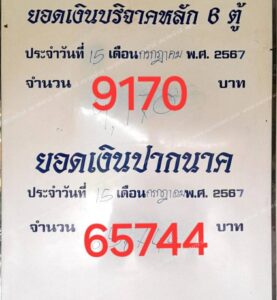 ยอดเงินบริจาคหลัก 6 ตู้
ประจำวันที่ 15 เดือนกรกฎาคม พ.ศ. 2567
จำนวน 9170 บาท
ยอดเงินปากนาค
ประจำวันที่ 15 เดือนกรกฎาคม พ.ศ. 2567
จำนวน 65744 บาท